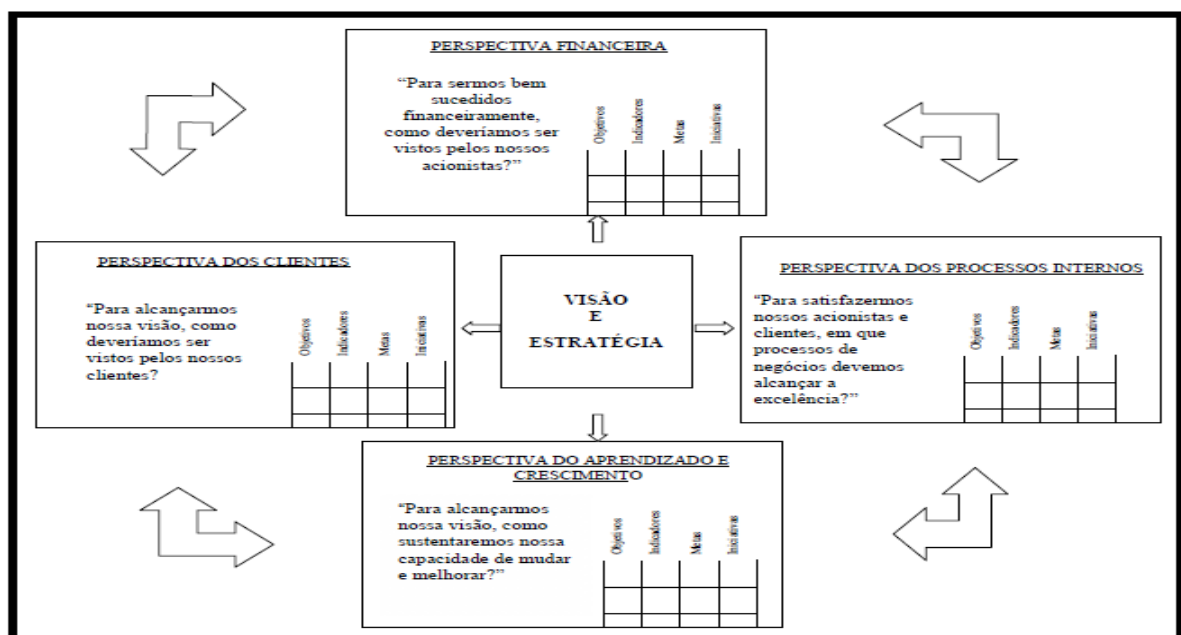 PERSPECTIVA FINANCEIRA
“Para sermos bem
sucedidos
financeiramente,
como deveríamos ser
vistos pelos nossos
acionistas?”
Objetivos
Indicadores
Metas
Iniciativas
PERSPECTIVA DOS CLIENTES
“Para alcançarmos
nossa visão, como
deveríamos ser
vistos pelos nossos
clientes?
Objetivos
Indicadores
Metas
Iniciativas
VISÃO
E
ESTRATÉGIA
PERSPECTIVA DOS PROCESSOS INTERNOS
“Para satisfazermos
nossos acionistas e
clientes, em que
processos de
negócios devemos
alcançar a
excelência?”
Objetivos
Indicadores
Metas
Iniciativas
PERSPECTIVA DO APRENDIZADO E
CRESCIMENTO
“Para alcançarmos
nossa visão, como
sustentaremos nossa
capacidade de mudar
e melhorar?”
Objetivos
Indicadores
Metas
Iniciativas